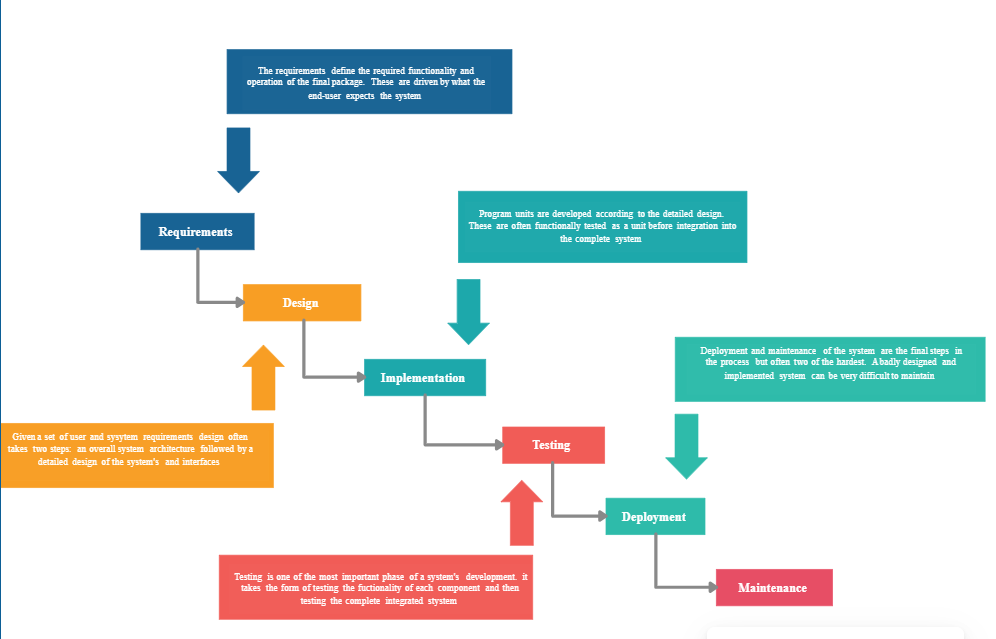 The requirements define the required functionality and
operation of the final package. These are driven by what the
end-user expects the system
Requirements
Program units are developed according to the detailed design.
These are often functionally tested as a unit before integration into
the complete system
Design
Deployment and maintenance of the system are the final steps in
the process but often two of the hardest. A badly designed and
implemented system can be very difficult to maintain
Implementation
Given a set of user and sysytem requirements design often
takes two steps: an overall system architecture followed by a
detailed design of the system's and interfaces
Testing
Deployment
Testing is one of the most important phase of a system's development. it
takes the form of testing the fuctionality of each component and then
testing the complete integrated stystem
Maintenance